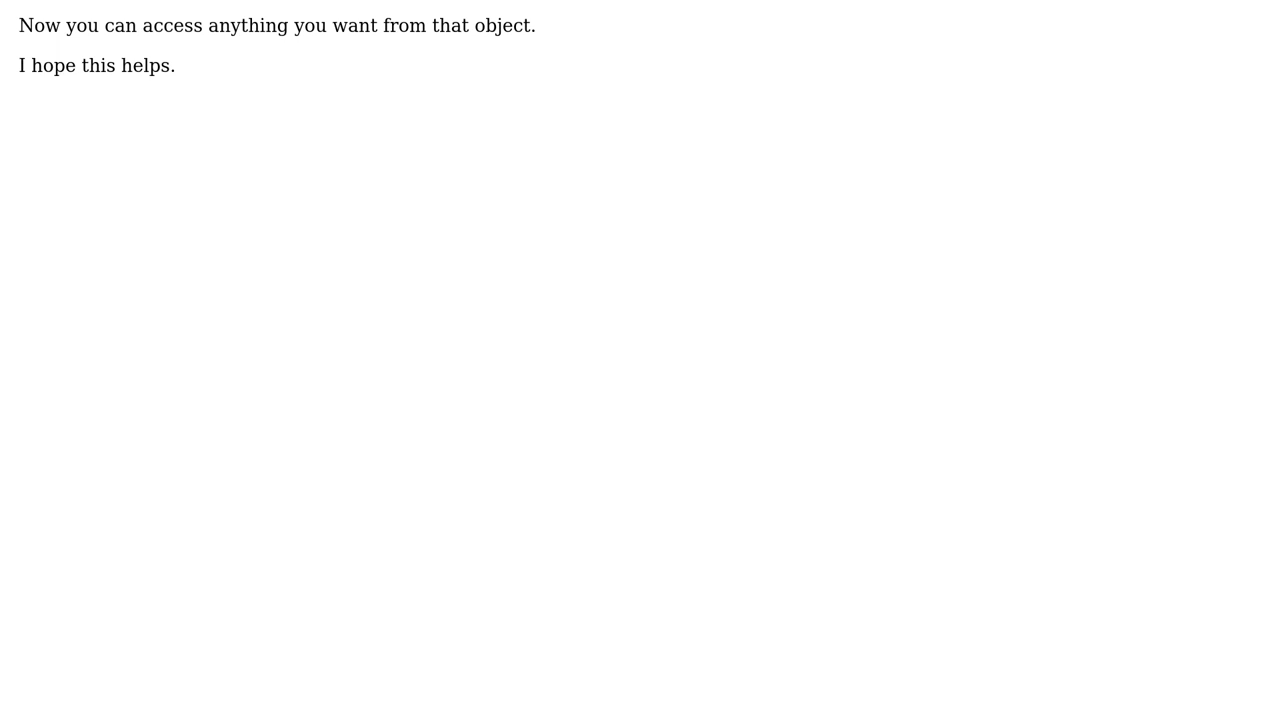 Now you can access anything you want from that object.
I hope this helps.